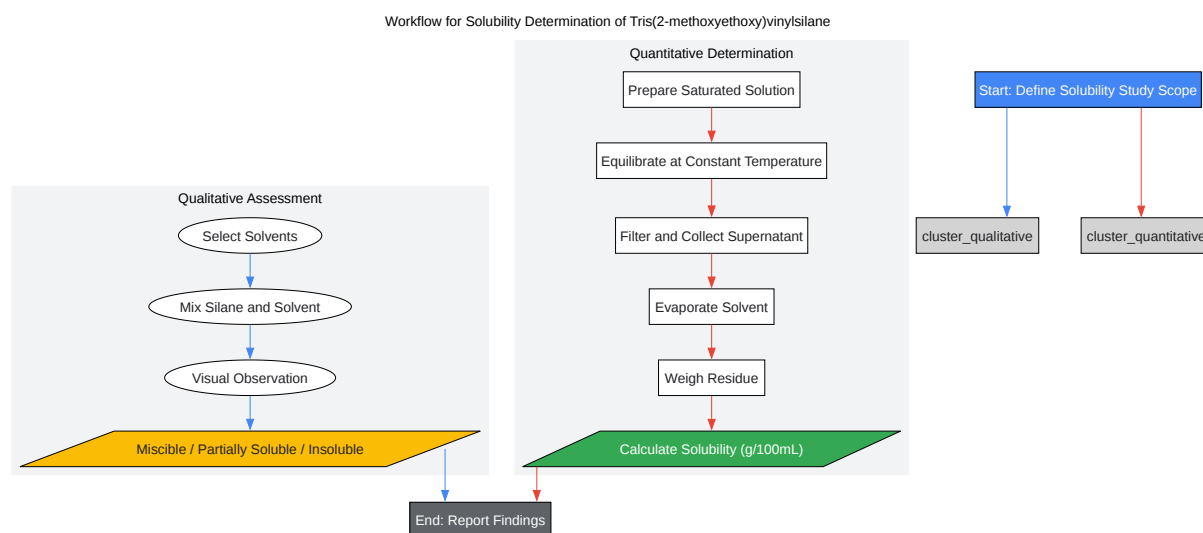 Workflow for Solubility Determination of Tris(2-methoxyethoxy)vinylsilane
Quantitative Determination
Prepare Saturated Solution
Equilibrate at Constant Temperature
Filter and Collect Supernatant
Evaporate Solvent
Weigh Residue
Calculate Solubility (g/100mL)
Start: Define Solubility Study Scope
cluster_qualitative
cluster_quantitative
Qualitative Assessment
Select Solvents
Mix Silane and Solvent
Visual Observation
Miscible / Partially Soluble / Insoluble
End: Report Findings